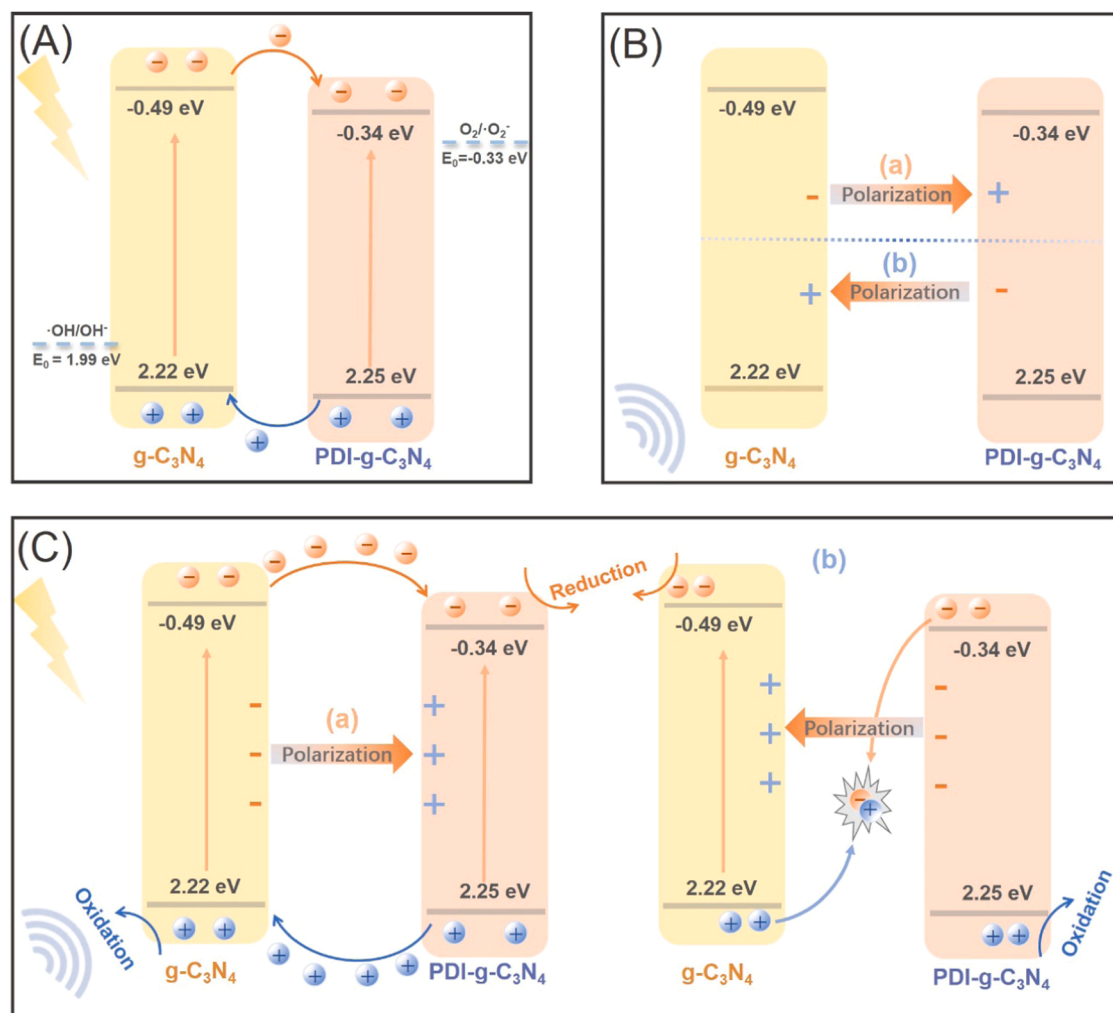 (A)
-0.49 eV
-0.34 eV
O₂/·O₂⁻
E₀=-0.33 eV
·OH/OH⁻
E₀ = 1.99 eV
2.22 eV
2.25 eV
g-C₃N₄
PDI-g-C₃N₄
(B)
-0.49 eV
-0.34 eV
(a)
- Polarization +
(b)
+ Polarization -
2.22 eV
2.25 eV
g-C₃N₄
PDI-g-C₃N₄
(C)
-0.49 eV
-0.34 eV
(a)
Polarization
2.22 eV
2.25 eV
Oxidation
g-C₃N₄
PDI-g-C₃N₄
Reduction
(b)
-0.49 eV
-0.34 eV
Polarization
2.22 eV
2.25 eV
Oxidation
g-C₃N₄
PDI-g-C₃N₄